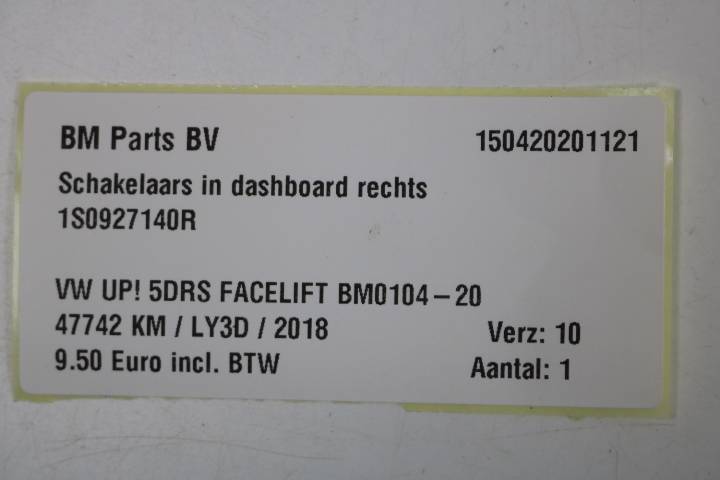 BM Parts BV 150420201121
Schakelaars in dashboard rechts
1S0927140R
VW UP! 5DRS FACELIFT BM0104-20
47742 KM / LY3D / 2018 Verz: 10
9.50 Euro incl. BTW Aantal: 1